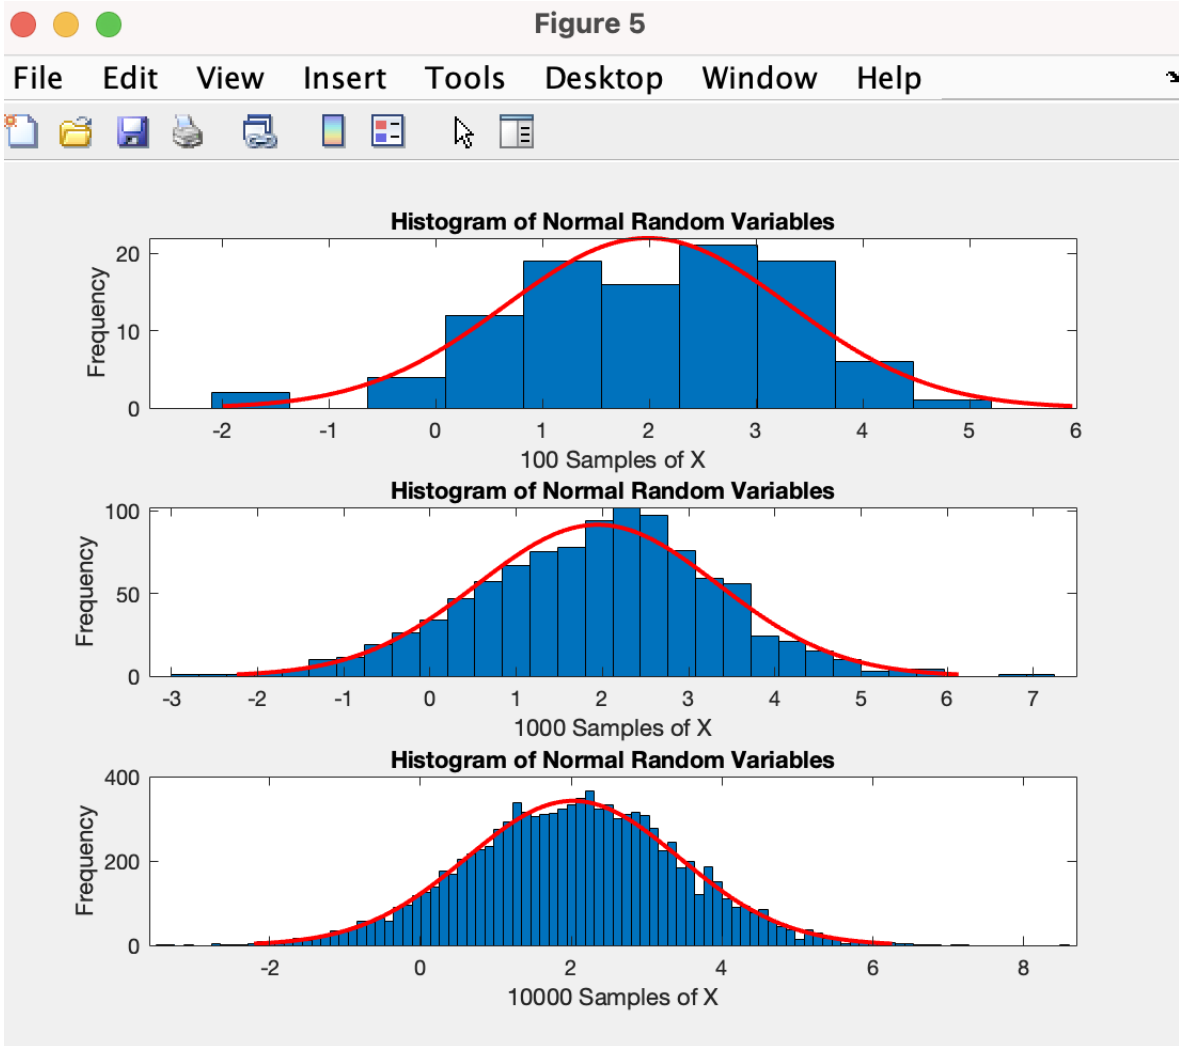 Figure 5
File Edit View Insert Tools Desktop Window Help
Histogram of Normal Random Variables
20
10
0
Frequency
-2 -1 0 1 2 3 4 5 6
100 Samples of X
Histogram of Normal Random Variables
100
50
0
Frequency
-3 -2 -1 0 1 2 3 4 5 6 7
1000 Samples of X
Histogram of Normal Random Variables
400
200
0
Frequency
-2 0 2 4 6 8
10000 Samples of X